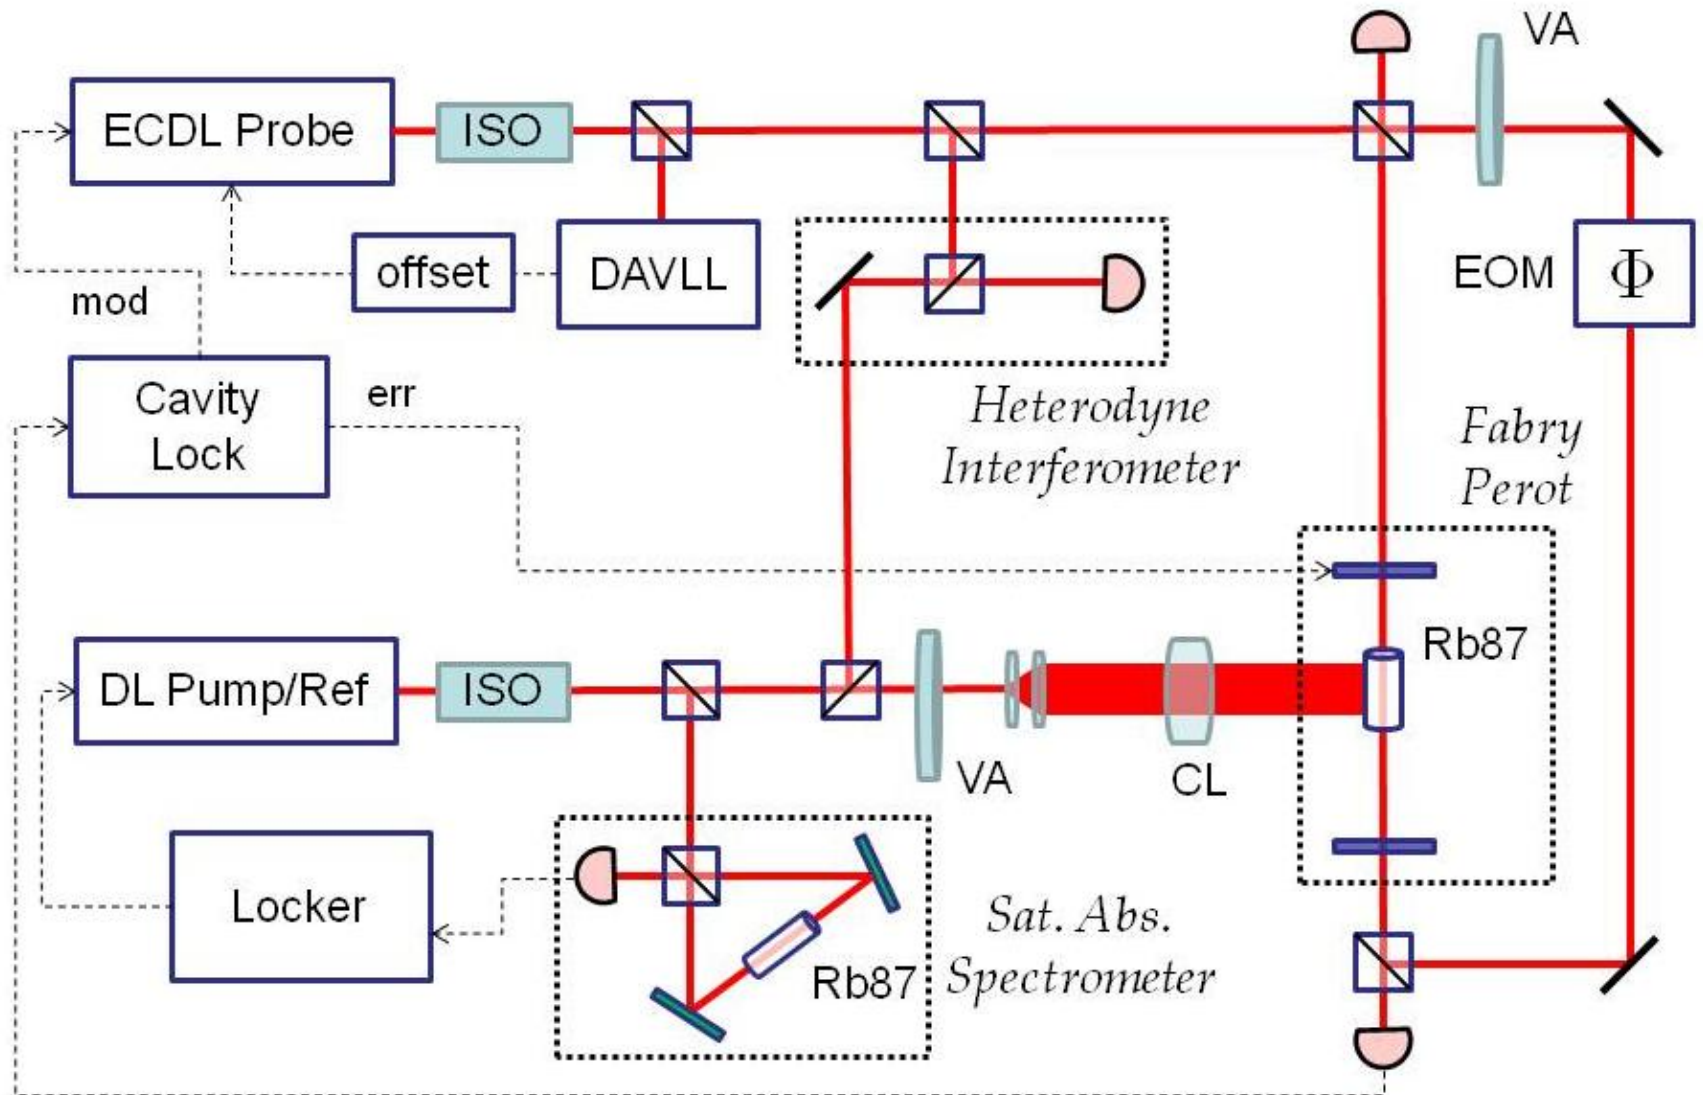 VA
ECDL Probe
ISO
offset
DAVLL
EOM
Φ
mod
Cavity
Lock
err
Heterodyne
Interferometer
Fabry
Perot
Rb87
DL Pump/Ref
ISO
VA
CL
Locker
Rb87
Sat. Abs.
Spectrometer